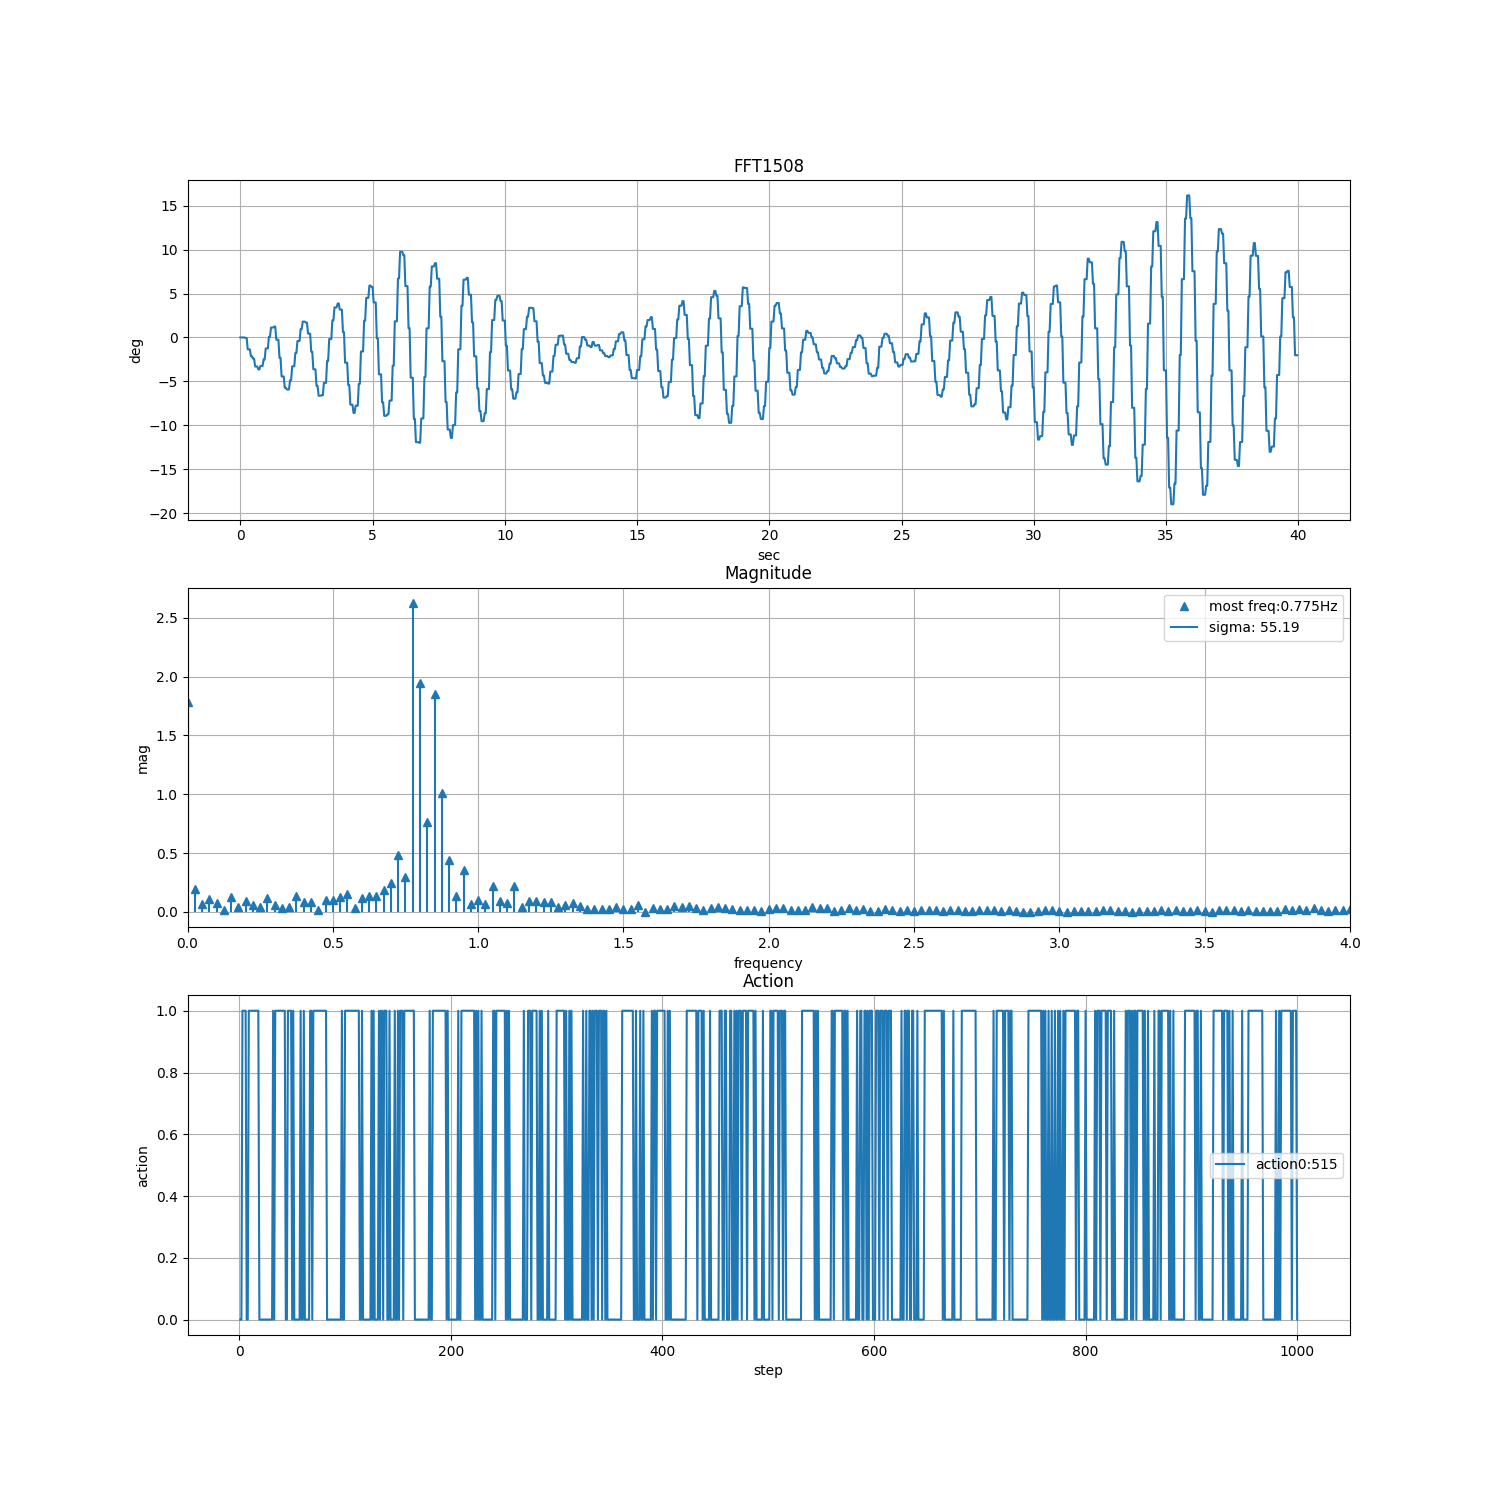 FFT1508
15
10
5
0
−5
−10
−15
−20
deg
0 5 10 15 20 25 30 35 40
sec
Magnitude
most freq:0.775Hz
sigma: 55.19
2.5
2.0
1.5
1.0
0.5
0.0
mag
0.0 0.5 1.0 1.5 2.0 2.5 3.0 3.5 4.0
frequency
Action
1.0
0.8
0.6
0.4
0.2
0.0
action
action0:515
0 200 400 600 800 1000
step